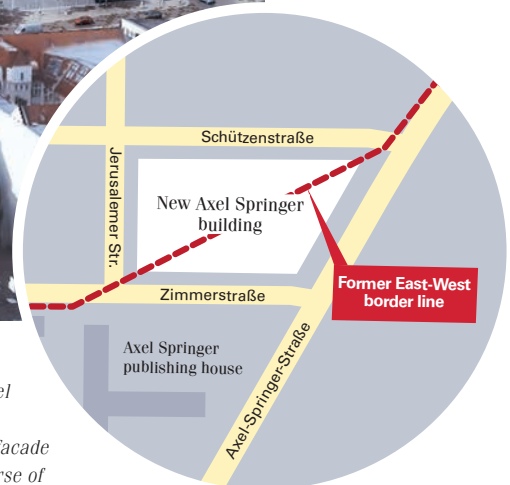 Schützenstraße
Jerusalemer Str.
New Axel Springer
building
Former East-West
border line
Zimmerstraße
Axel Springer
publishing house
Axel-Springer-Straße
facade